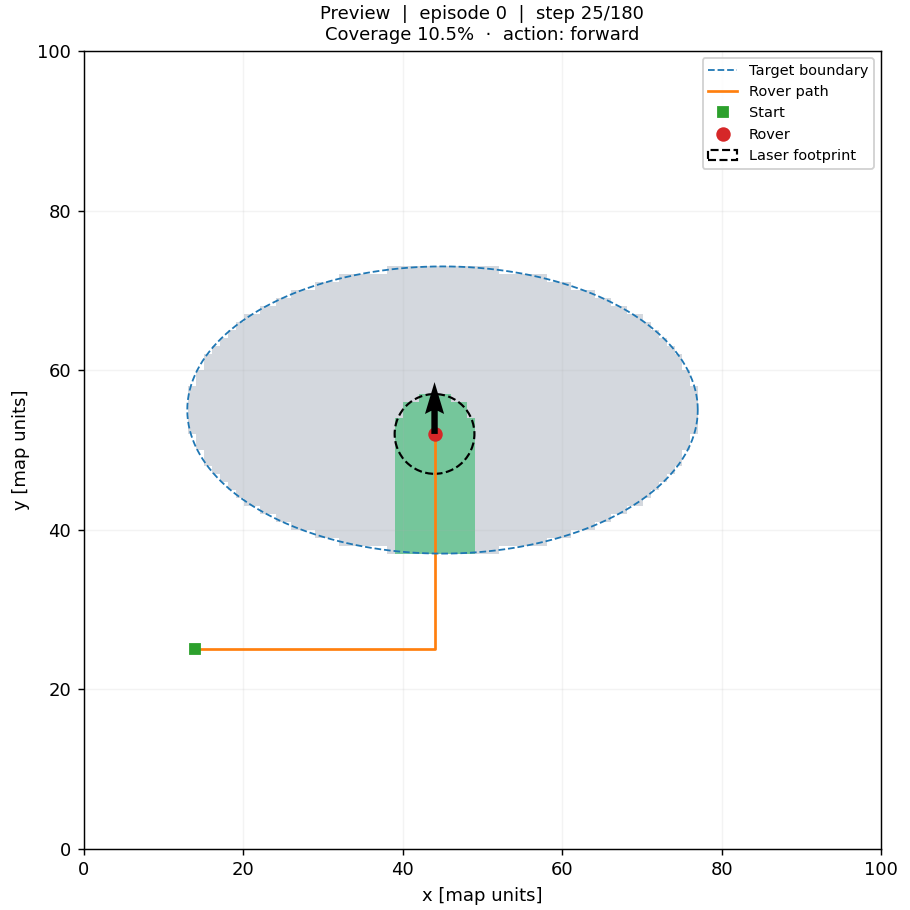 Preview | episode 0 | step 25/180
Coverage 10.5% · action: forward
Target boundary
Rover path
Start
Rover
Laser footprint
100
80
60
40
20
0
y [map units]
0 20 40 60 80 100
x [map units]